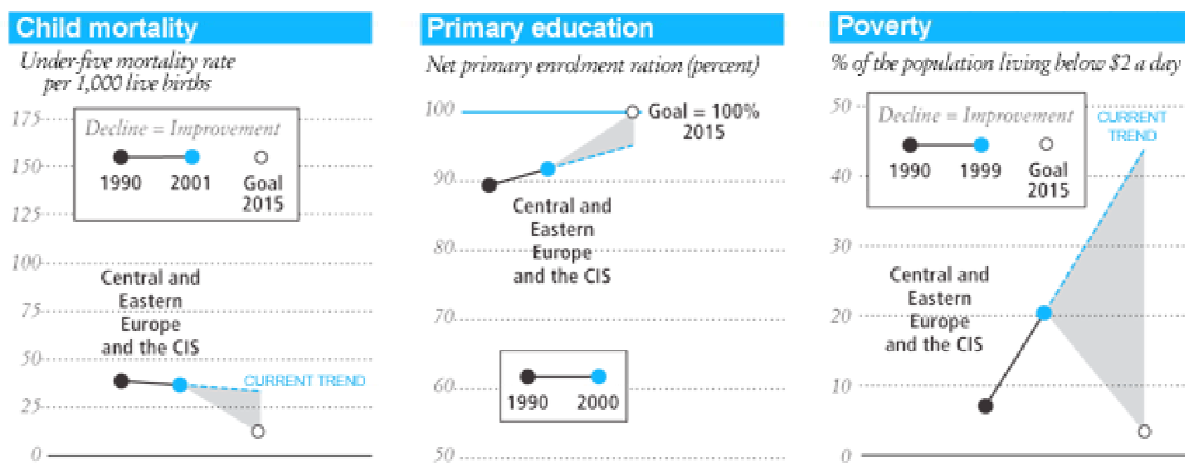 Child mortality
Under-five mortality rate
per 1,000 live births
175
150
125
100
75
50
25
0
Decline = Improvement
1990
2001
Goal
2015
Central and
Eastern
Europe
and the CIS
CURRENT TREND
Primary education
Net primary enrolment ration (percent)
100
90
80
70
60
50
Goal = 100%
2015
Central and
Eastern
Europe
and the CIS
1990
2000
Poverty
% of the population living below $2 a day
50
40
30
20
10
0
Decline = Improvement
1990
1999
Goal
2015
CURRENT
TREND
Central and
Eastern
Europe
and the CIS